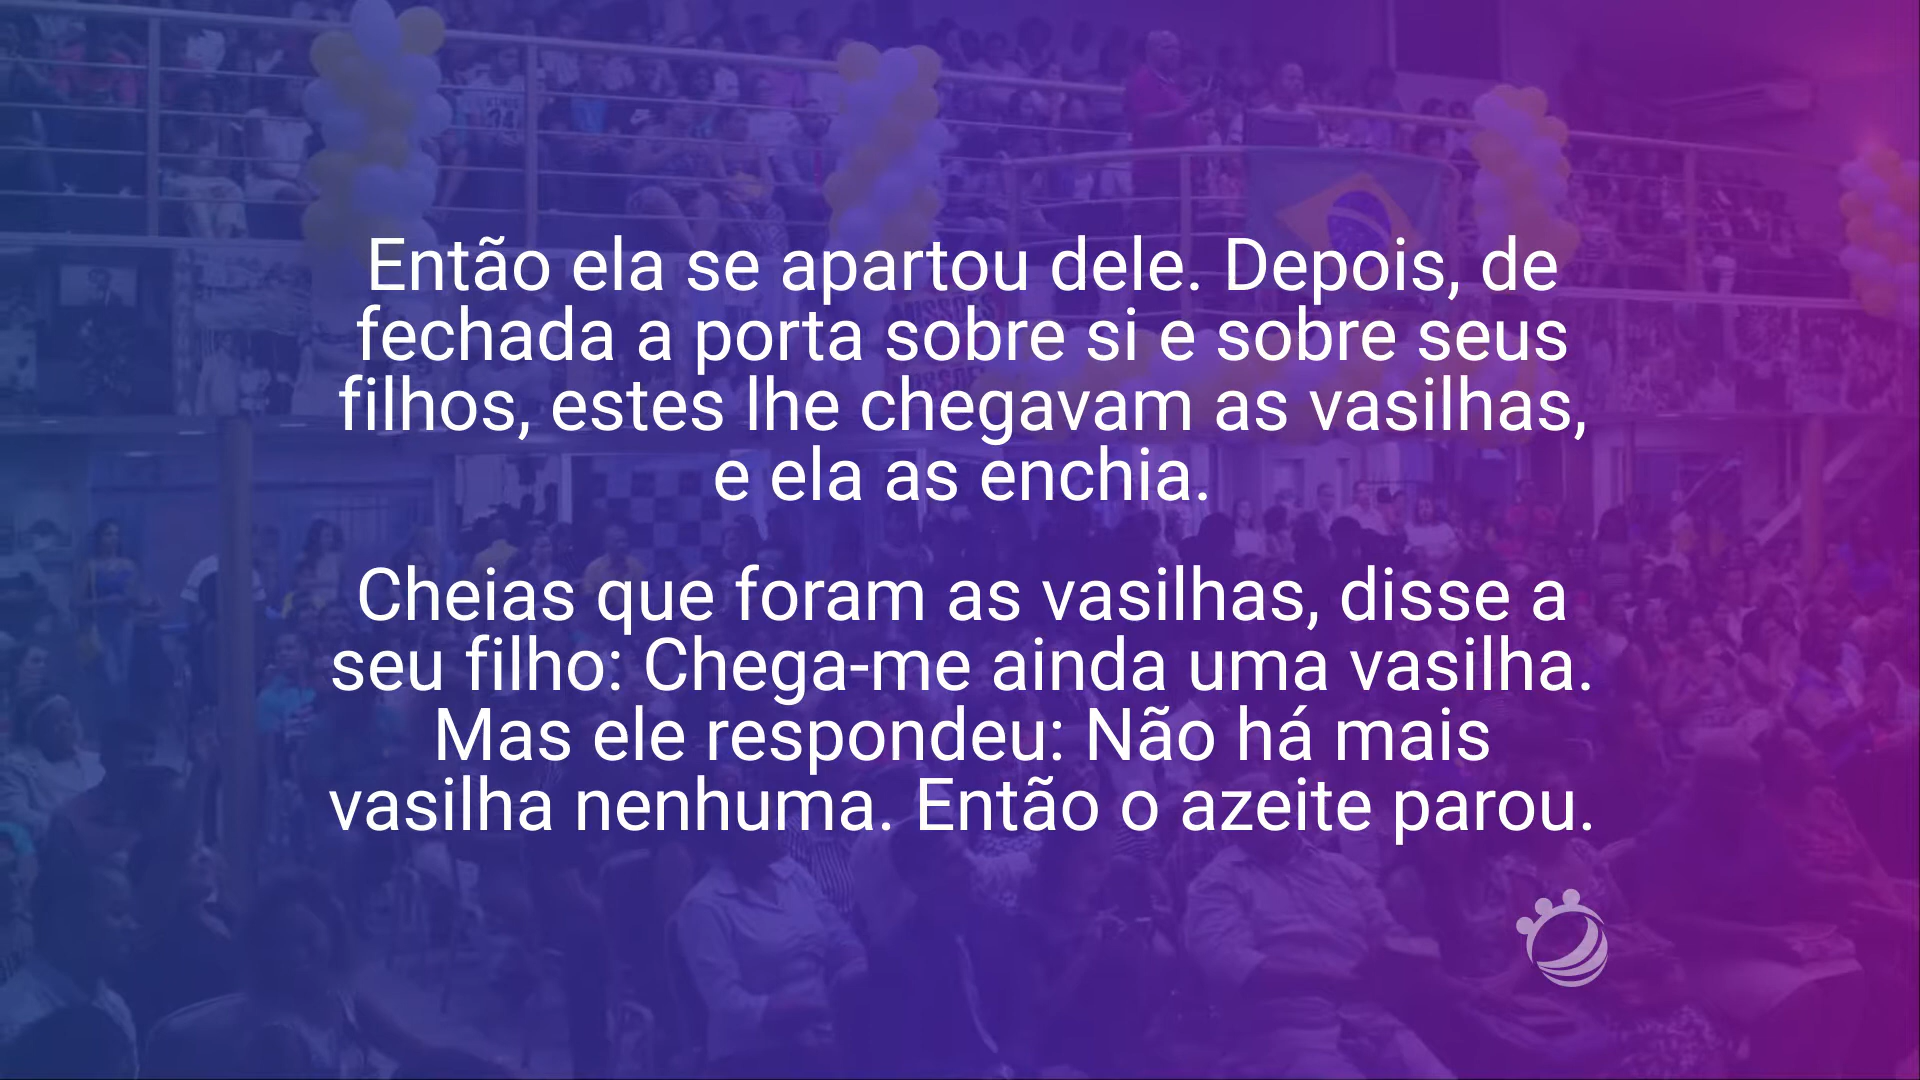 Então ela se apartou dele. Depois, de
fechada a porta sobre si e sobre seus
filhos, estes lhe chegavam as vasilhas,
e ela as enchia.
Cheias que foram as vasilhas, disse a
seu filho: Chega-me ainda uma vasilha.
Mas ele respondeu: Não há mais
vasilha nenhuma. Então o azeite parou.